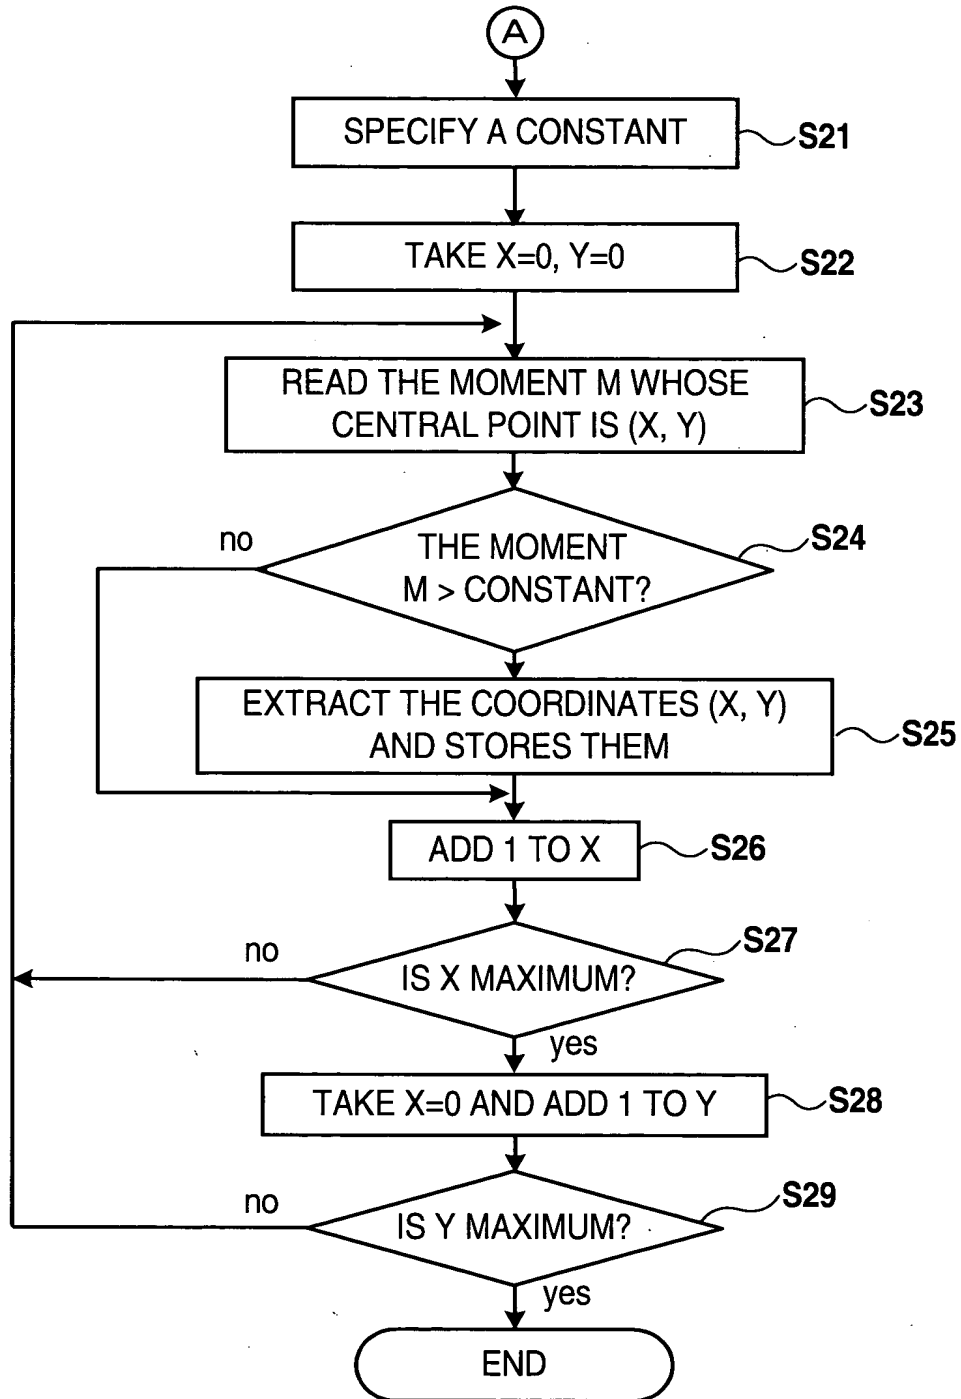 A
SPECIFY A CONSTANT
S21
TAKE X=0, Y=0
S22
READ THE MOMENT M WHOSE
CENTRAL POINT IS (X, Y)
S23
no
THE MOMENT
M > CONSTANT?
S24
EXTRACT THE COORDINATES (X, Y)
AND STORES THEM
S25
ADD 1 TO X
S26
no
IS X MAXIMUM?
S27
yes
TAKE X=0 AND ADD 1 TO Y
S28
no
IS Y MAXIMUM?
S29
yes
END